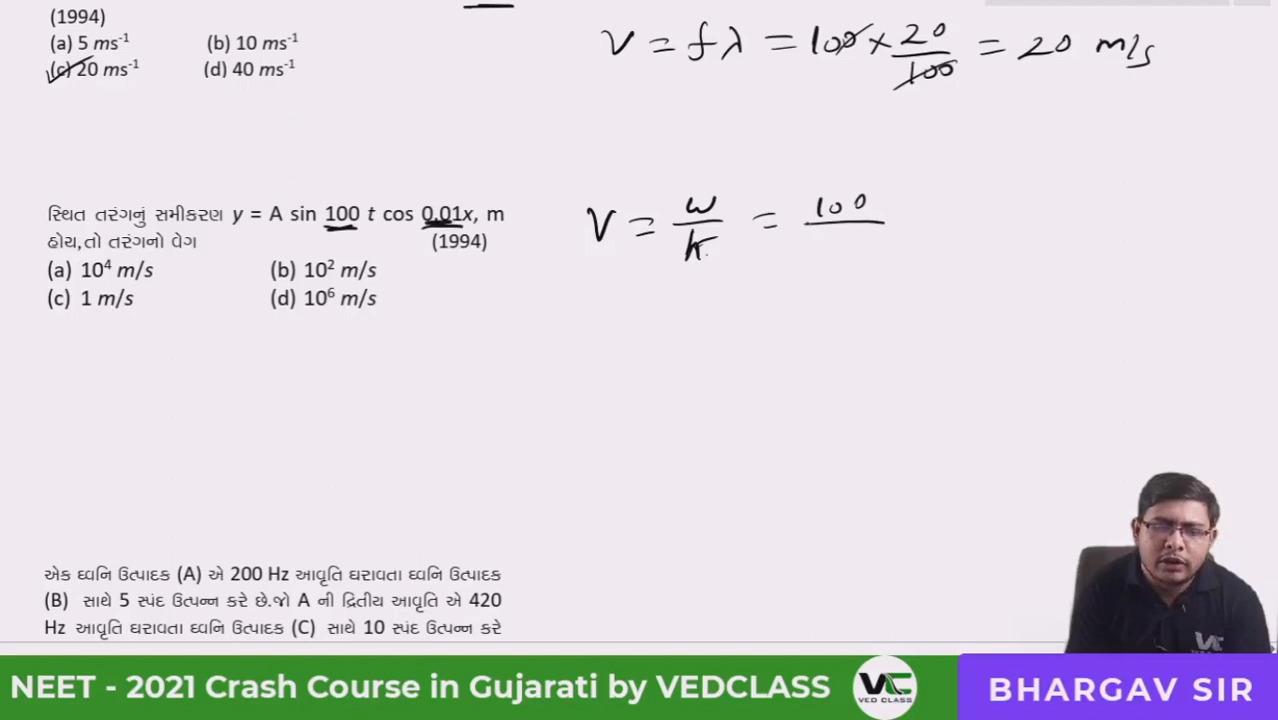 (1994)
(a) 5 ms⁻¹ (b) 10 ms⁻¹
(c) 20 ms⁻¹ (d) 40 ms⁻¹
V = fλ = 100 × 20/100 = 20 m/s
સ્થિત તરંગનું સમીકરણ y = A sin 100 t cos 0.01x, m
હોય,તો તરંગનો વેગ (1994)
(a) 10⁴ m/s (b) 10² m/s
(c) 1 m/s (d) 10⁶ m/s
V = ω/k = 100
એક ધ્વનિ ઉત્પાદક (A) એ 200 Hz આવૃતિ ધરાવતા ધ્વનિ ઉત્પાદક
(B) સાથે 5 સ્પંદ ઉત્પન્ન કરે છે.જો A ની દ્વિતીય આવૃતિ એ 420
Hz આવૃતિ ધરાવતા ધ્વનિ ઉત્પાદક (C) સાથે 10 સ્પંદ ઉત્પન્ન કરે
NEET - 2021 Crash Course in Gujarati by VEDCLASS
VC
VED CLASS
BHARGAV SIR